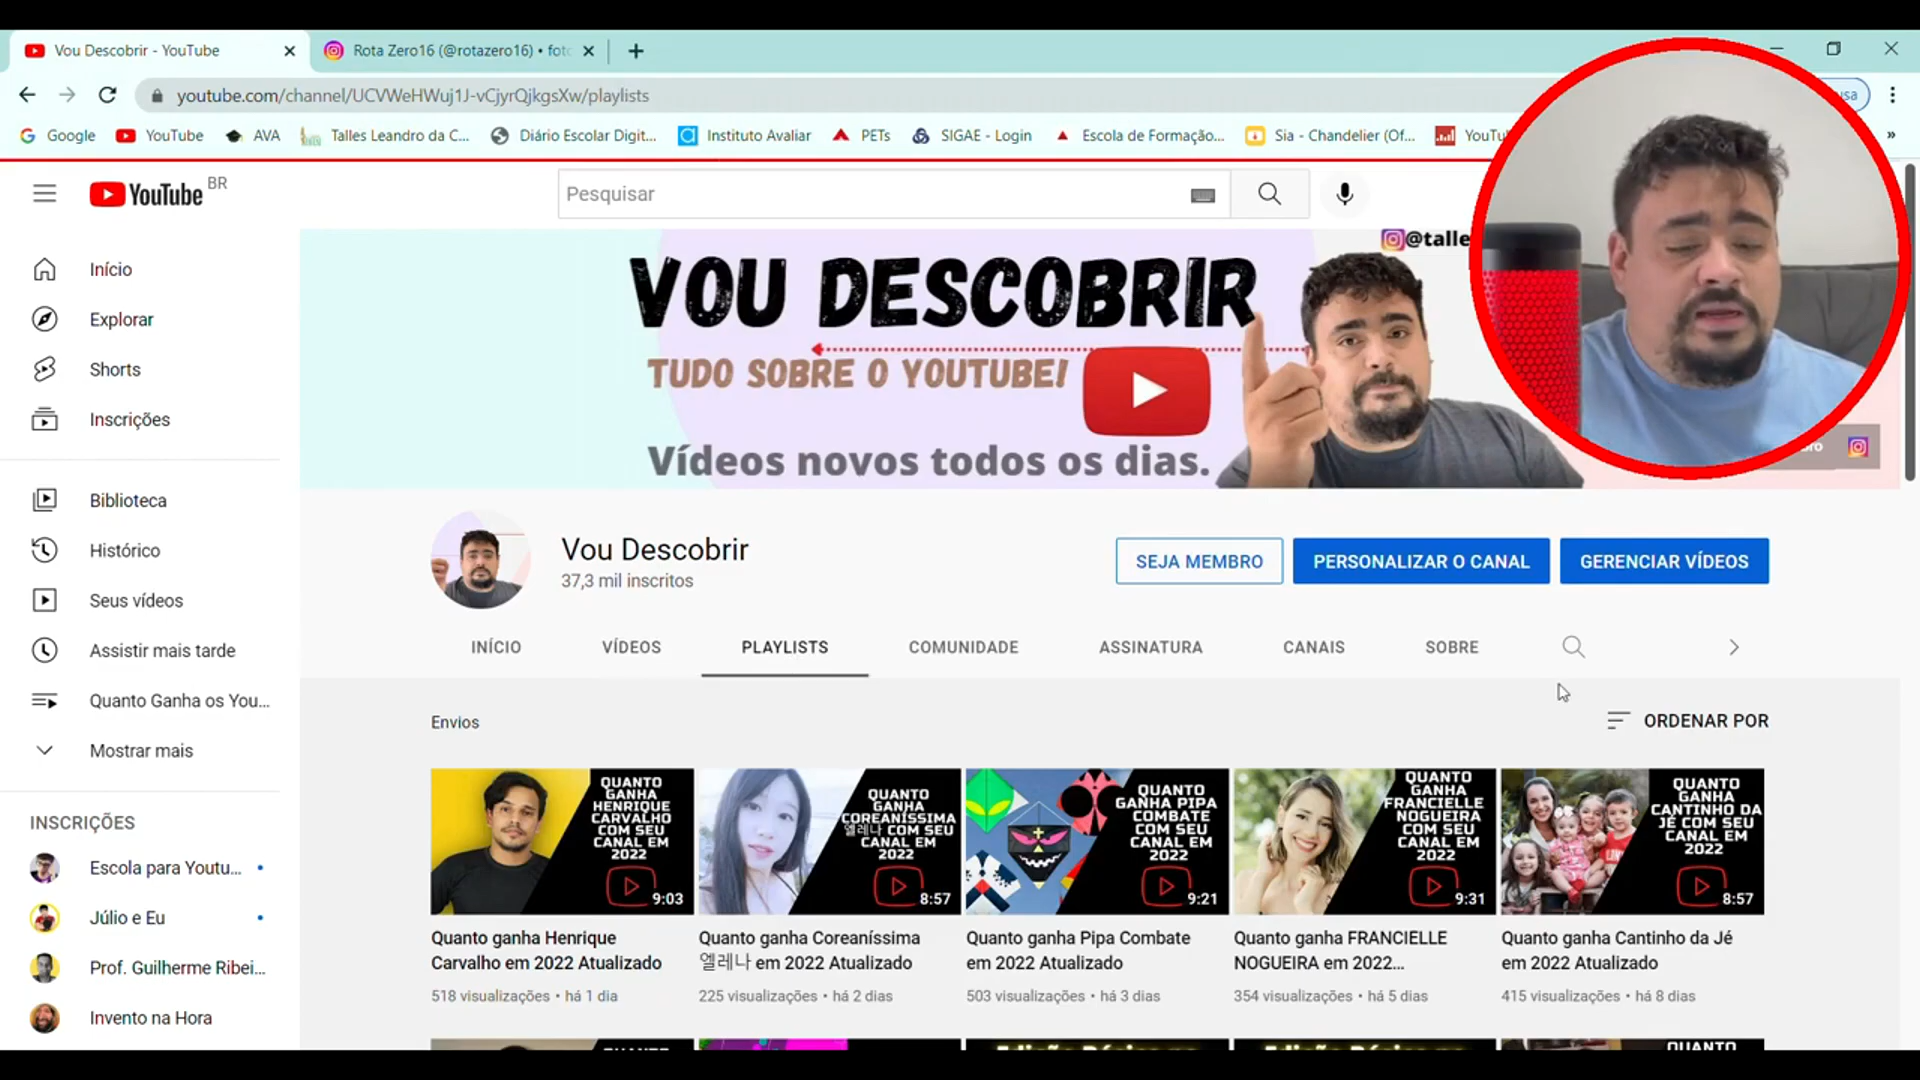 Vou Descobrir - YouTube
Rota Zero16 (@rotazero16) • foto
youtube.com/channel/UCVWeHWuj1J-vCjyrQjkgsXw/playlists
Google YouTube AVA Talles Leandro da C... Diário Escolar Digit... Instituto Avaliar PETs SIGAE - Login Escola de Formação... Sia - Chandelier (Of... YouTu
YouTube BR
Pesquisar
@talle
VOU DESCOBRIR
TUDO SOBRE O YOUTUBE!
Vídeos novos todos os dias.
Início
Explorar
Shorts
Inscrições
Biblioteca
Histórico
Seus vídeos
Assistir mais tarde
Quanto Ganha os You...
Mostrar mais
INSCRIÇÕES
Escola para Youtu...
Júlio e Eu
Prof. Guilherme Ribei...
Invento na Hora
Vou Descobrir
37,3 mil inscritos
SEJA MEMBRO
PERSONALIZAR O CANAL
GERENCIAR VÍDEOS
INÍCIO VÍDEOS PLAYLISTS COMUNIDADE ASSINATURA CANAIS SOBRE
Envios
ORDENAR POR
QUANTO
GANHA
HENRIQUE
CARVALHO
COM SEU
CANAL EM
2022
9:03
Quanto ganha Henrique
Carvalho em 2022 Atualizado
518 visualizações • há 1 dia
QUANTO
GANHA
COREANÍSSIMA
엘레나 COM SEU
CANAL EM
2022
8:57
Quanto ganha Coreaníssima
엘레나 em 2022 Atualizado
225 visualizações • há 2 dias
QUANTO
GANHA PIPA
COMBATE
COM SEU
CANAL EM
2022
9:21
Quanto ganha Pipa Combate
em 2022 Atualizado
503 visualizações • há 3 dias
QUANTO
GANHA
FRANCIELLE
NOGUEIRA
COM SEU
CANAL EM
2022
9:31
Quanto ganha FRANCIELLE
NOGUEIRA em 2022...
354 visualizações • há 5 dias
QUANTO
GANHA
CANTINHO DA
JÉ COM SEU
CANAL EM
2022
8:57
Quanto ganha Cantinho da Jé
em 2022 Atualizado
415 visualizações • há 8 dias